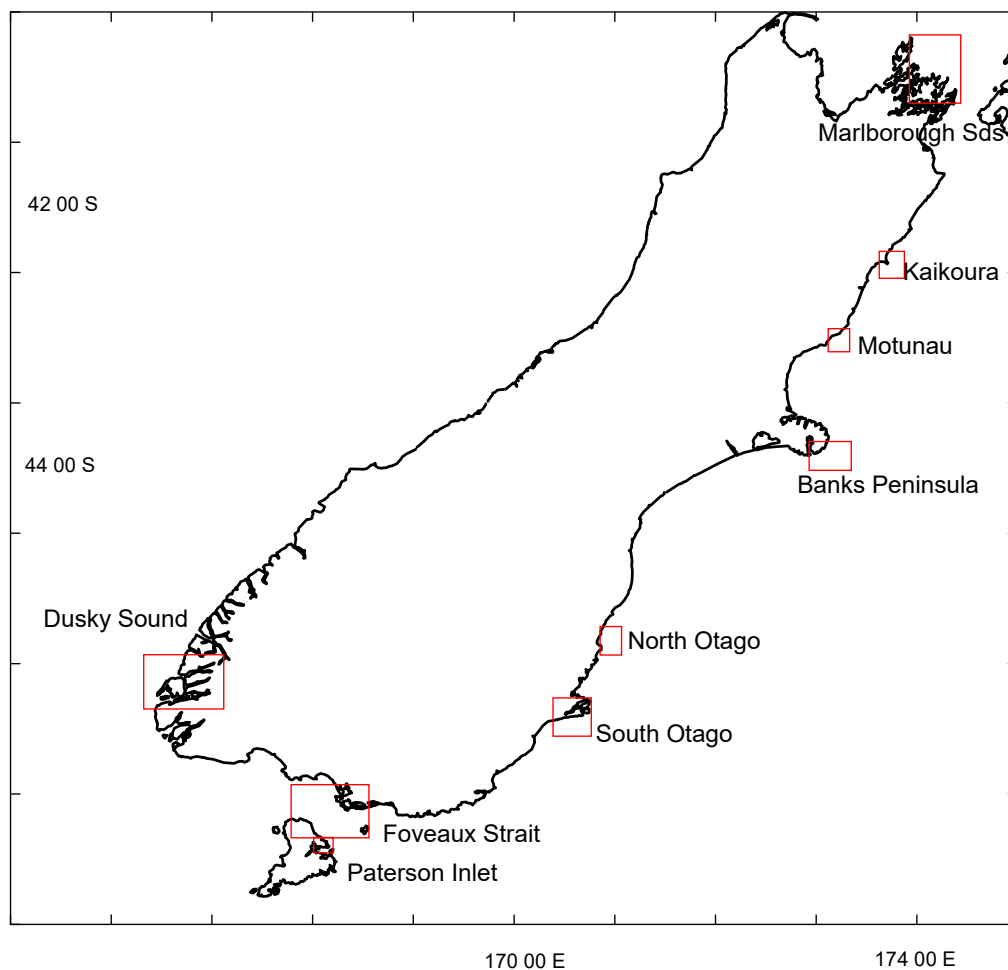 Marlborough Sds
42 00 S
Kaikoura
Motunau
44 00 S
Banks Peninsula
Dusky Sound
North Otago
South Otago
Foveaux Strait
Paterson Inlet
170 00 E
174 00 E